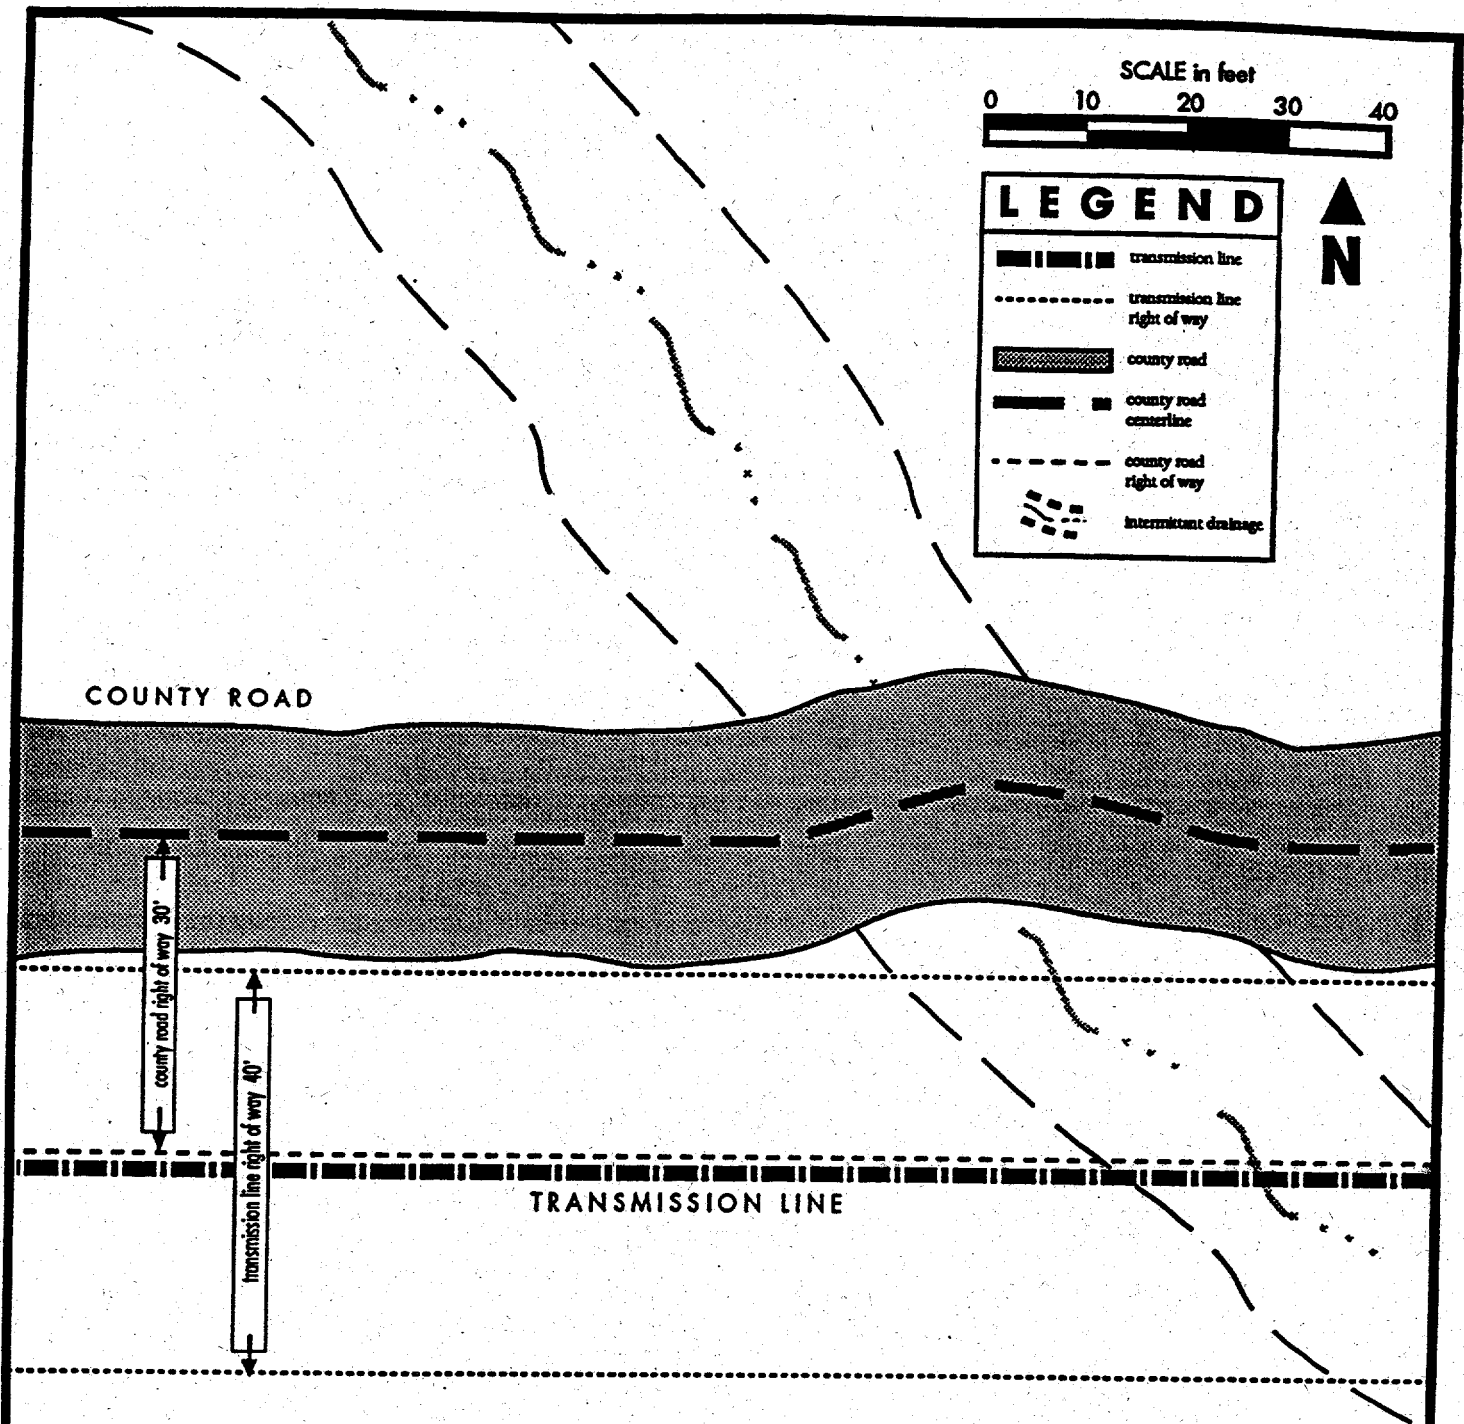 SCALE in feet
0 10 20 30 40
LEGEND
N
transmission line
transmission line
right of way
county road
county road
centerline
county road
right of way
intermittant drainage
COUNTY ROAD
county road right of way 30'
transmission line right of way 40'
TRANSMISSION LINE